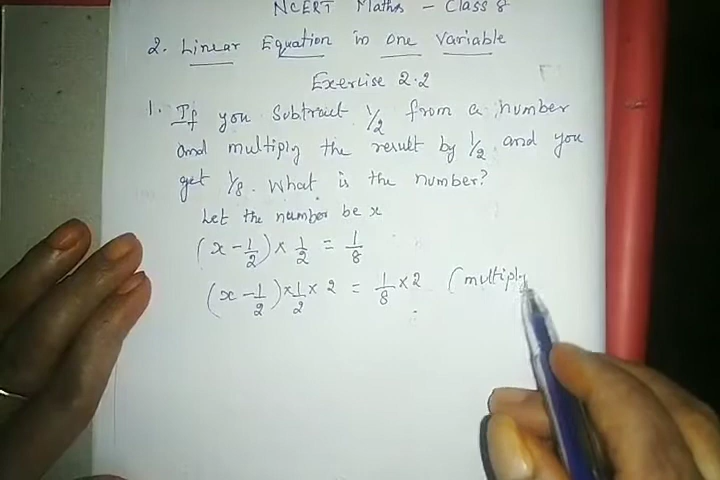 NCERT Maths - Class 8
2. Linear Equation in one Variable
Exercise 2.2
1. If you Subtract 1/2 from a number
and multiply the result by 1/2 and you
get 1/8. What is the number?
Let the number be x
(x - 1/2) × 1/2 = 1/8
(x - 1/2) × 1/2 × 2 = 1/8 × 2 (multiply